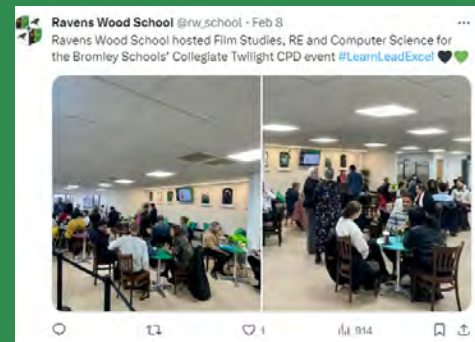 Ravens Wood School @rw_school · Feb 8
Ravens Wood School hosted Film Studies, RE and Computer Science for
the Bromley Schools' Collegiate Twilight CPD event #LearnLeadExcel 🖤💚
1
914